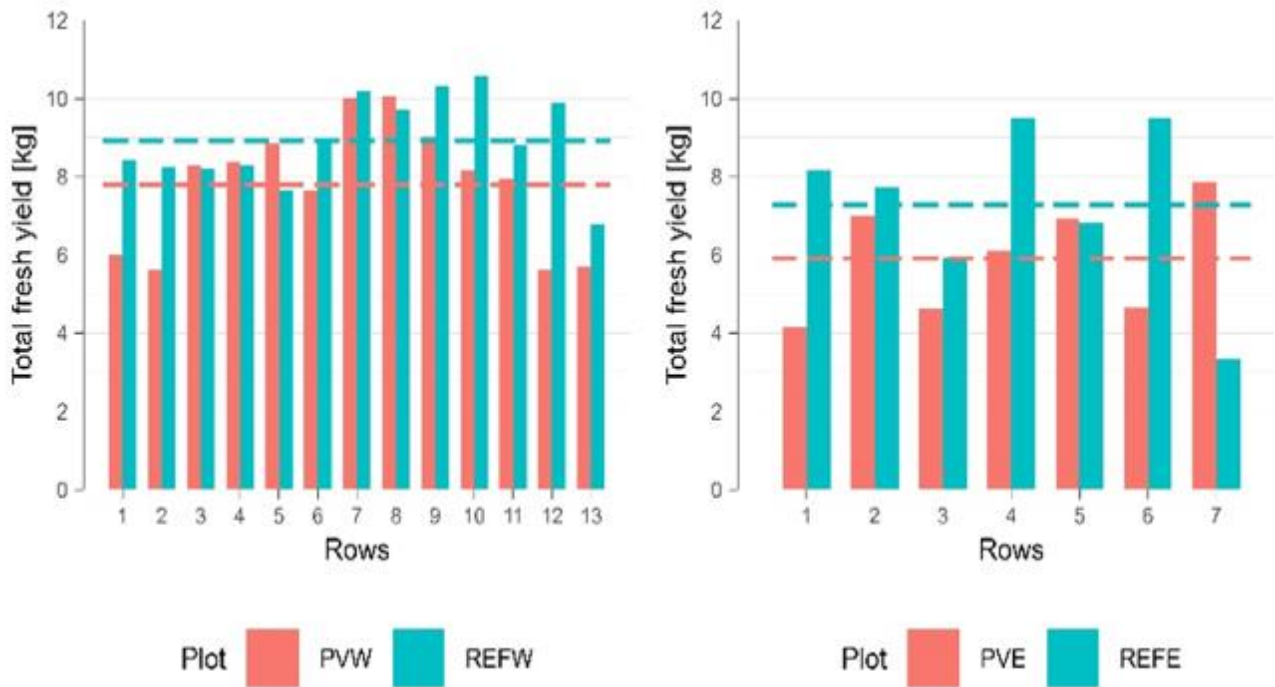 Total fresh yield [kg]
12
10
8
6
4
2
0
1 2 3 4 5 6 7 8 9 10 11 12 13
Rows
Plot PVW REFW
Total fresh yield [kg]
12
10
8
6
4
2
0
1 2 3 4 5 6 7
Rows
Plot PVE REFE